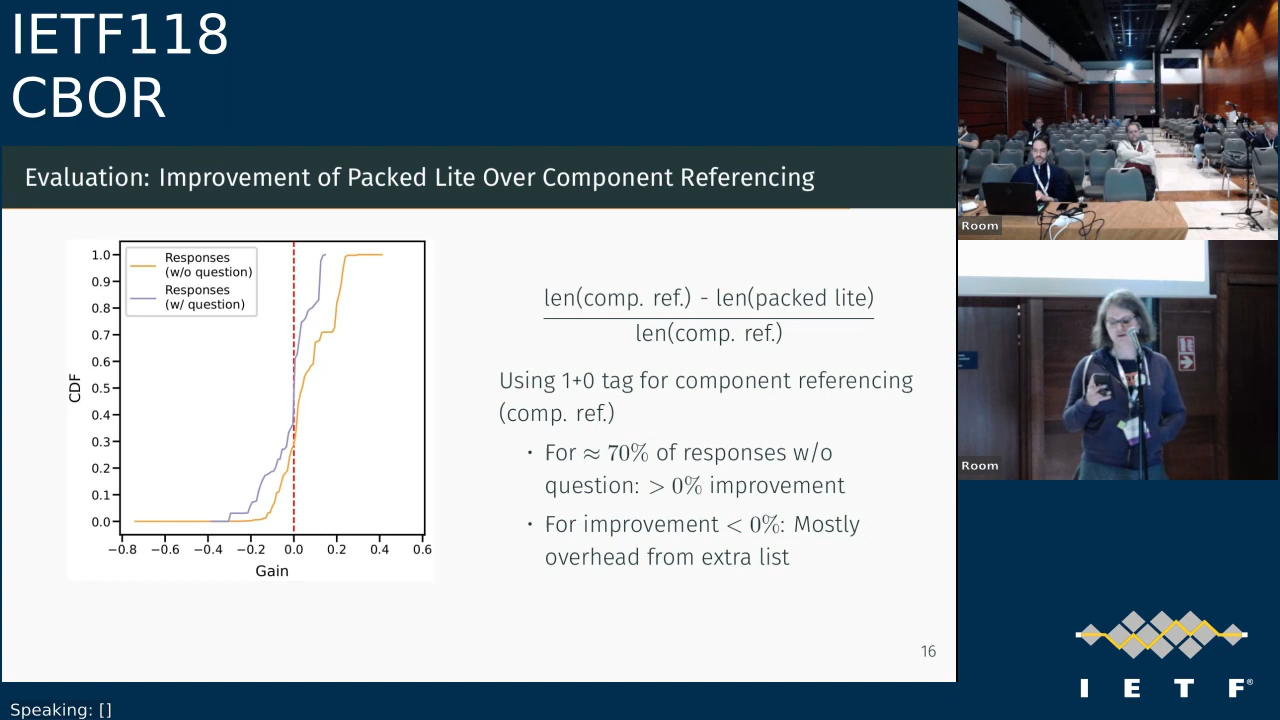 IETF118
CBOR
Evaluation: Improvement of Packed Lite Over Component Referencing
1.0
0.9
0.8
0.7
0.6
0.5
0.4
0.3
0.2
0.1
0.0
CDF
Responses
(w/o question)
Responses
(w/ question)
−0.8 −0.6 −0.4 −0.2 0.0 0.2 0.4 0.6
Gain
len(comp. ref.) - len(packed lite)
len(comp. ref.)
Using 1+0 tag for component referencing
(comp. ref.)
• For ≈ 70% of responses w/o
question: > 0% improvement
• For improvement < 0%: Mostly
overhead from extra list
16
Room
Room
I E T F®
Speaking: []